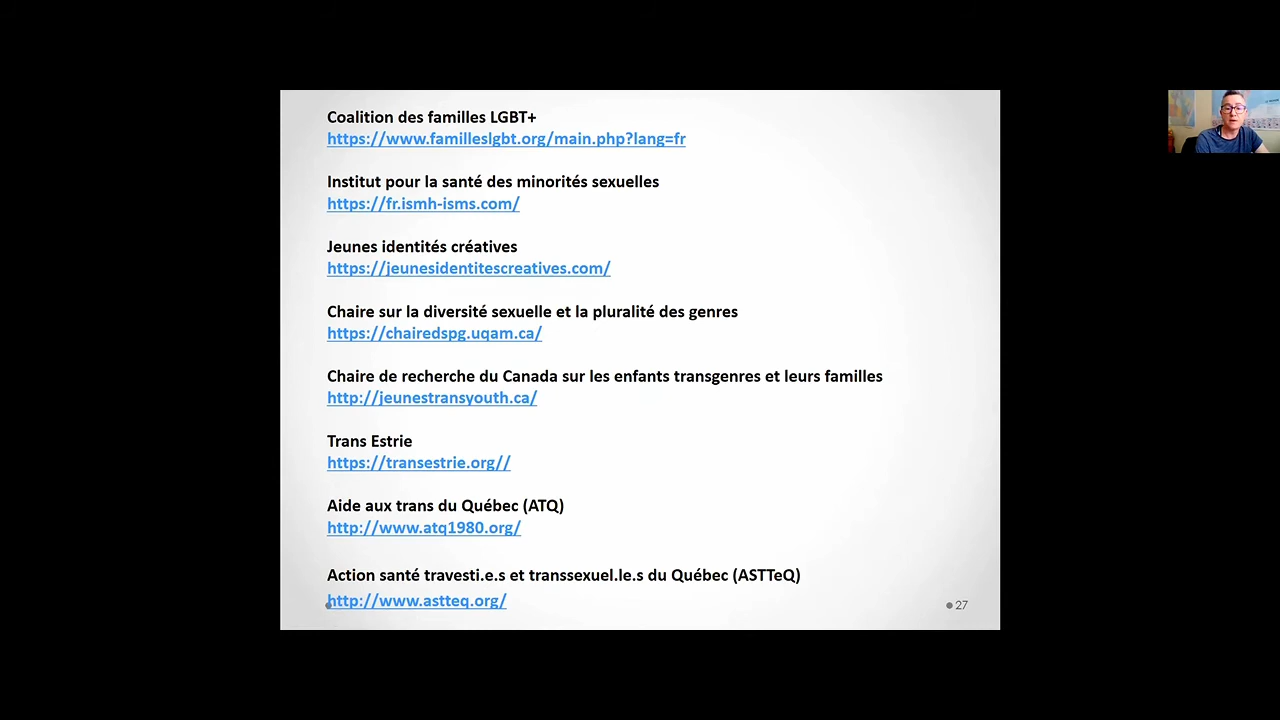 Coalition des familles LGBT+
https://www.familleslgbt.org/main.php?lang=fr
Institut pour la santé des minorités sexuelles
https://fr.ismh-isms.com/
Jeunes identités créatives
https://jeunesidentitescreatives.com/
Chaire sur la diversité sexuelle et la pluralité des genres
https://chairedspg.uqam.ca/
Chaire de recherche du Canada sur les enfants transgenres et leurs familles
http://jeunestransyouth.ca/
Trans Estrie
https://transestrie.org//
Aide aux trans du Québec (ATQ)
http://www.atq1980.org/
Action santé travesti.e.s et transsexuel.le.s du Québec (ASTTeQ)
http://www.astteq.org/
27